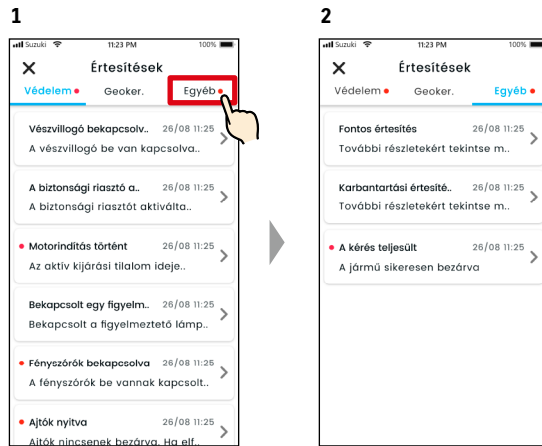 1
Suzuki 11:23 PM 100%
Értesítések
Védelem Geoker. Egyéb
Vészvillogó bekapcsolv.. 26/08 11:25
A vészvillogó be van kapcsolva..
A biztonsági riasztó a.. 26/08 11:25
A biztonsági riasztót aktiválta..
Motorindítás történt 26/08 11:25
Az aktív kijárási tilalom ideje..
Bekapcsolt egy figyelm.. 26/08 11:25
Bekapcsolt a figyelmeztető lámp..
Fényszórók bekapcsolva 26/08 11:25
A fényszórók be vannak kapcsolt..
Ajtók nyitva 26/08 11:25
Ajtók nincsenek bezárva. Ha elf..
2
Suzuki 11:23 PM 100%
Értesítések
Védelem Geoker. Egyéb
Fontos értesítés 26/08 11:25
További részletekért tekintse m..
Karbantartási értesíté.. 26/08 11:25
További részletekért tekintse m..
A kérés teljesült 26/08 11:25
A jármű sikeresen bezárva